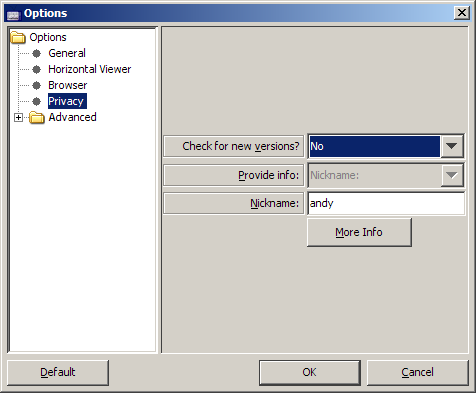 Options
Options
General
Horizontal Viewer
Browser
Privacy
Advanced
Check for new versions? No
Provide info: Nickname:
Nickname: andy
More Info
Default OK Cancel